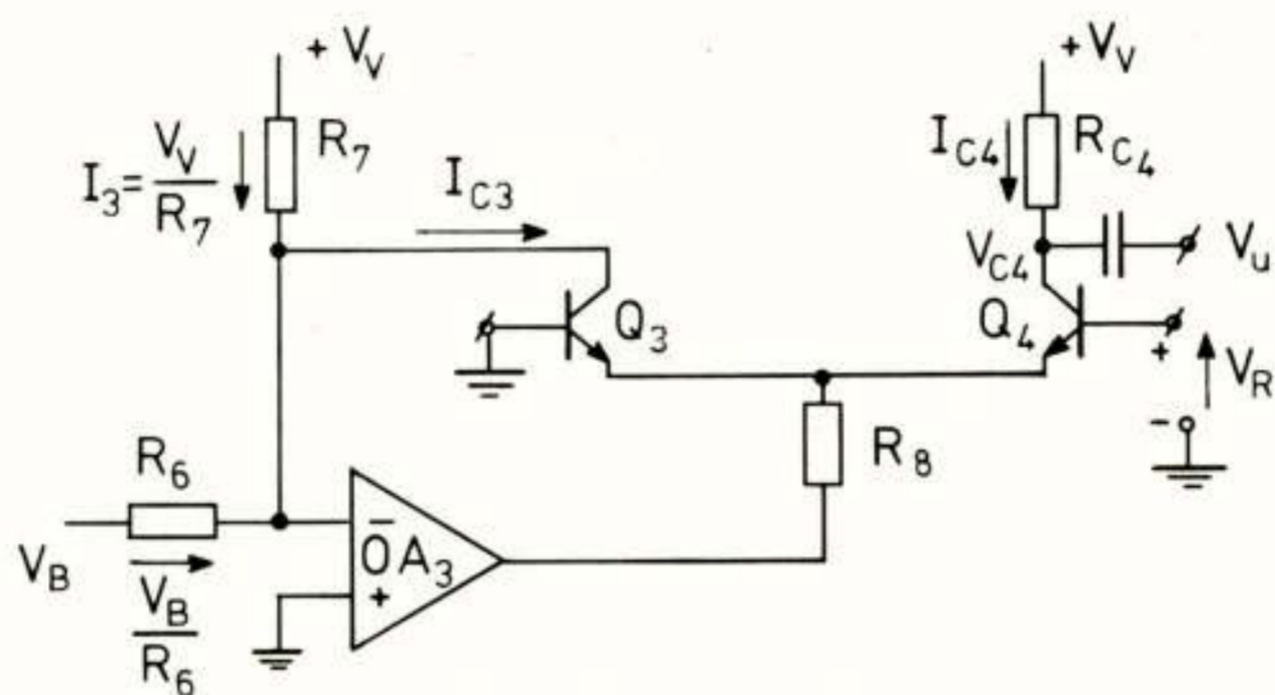 + V_V
+ V_V
I_3 = V_V / R_7
R_7
I_C3
I_C4
R_C4
V_C4
V_u
Q_3
Q_4
+
V_R
-
R_6
R_8
V_B
V_B / R_6
-
OA_3
+